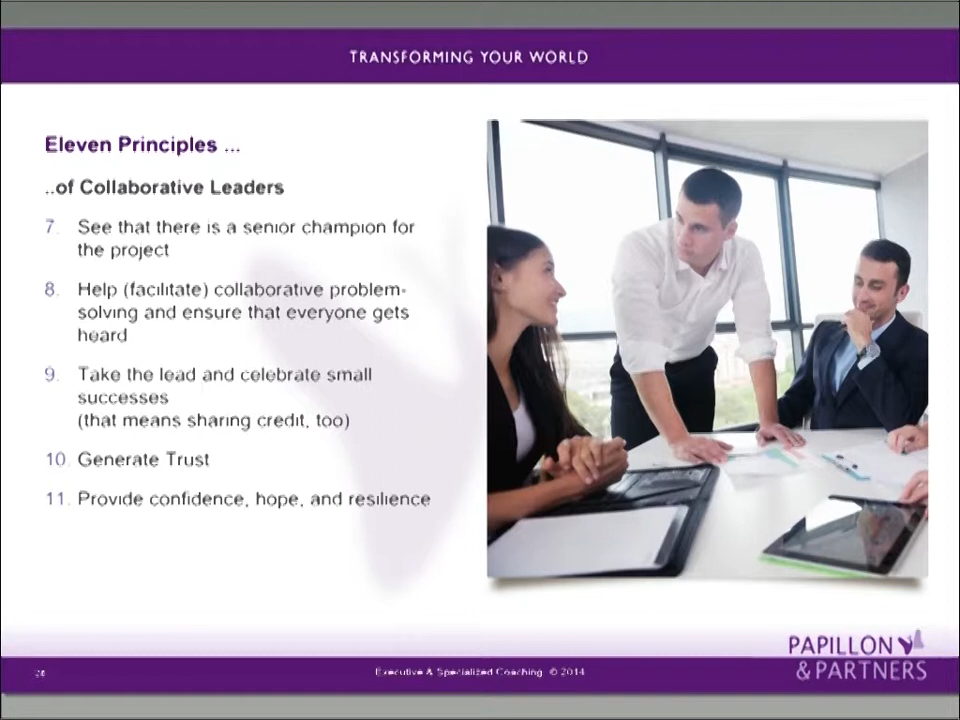 TRANSFORMING YOUR WORLD
Eleven Principles ...
..of Collaborative Leaders
7. See that there is a senior champion for
the project
8. Help (facilitate) collaborative problem-
solving and ensure that everyone gets
heard
9. Take the lead and celebrate small
successes
(that means sharing credit, too)
10. Generate Trust
11. Provide confidence, hope, and resilience
PAPILLON
& PARTNERS
Executive & Specialized Coaching © 2014